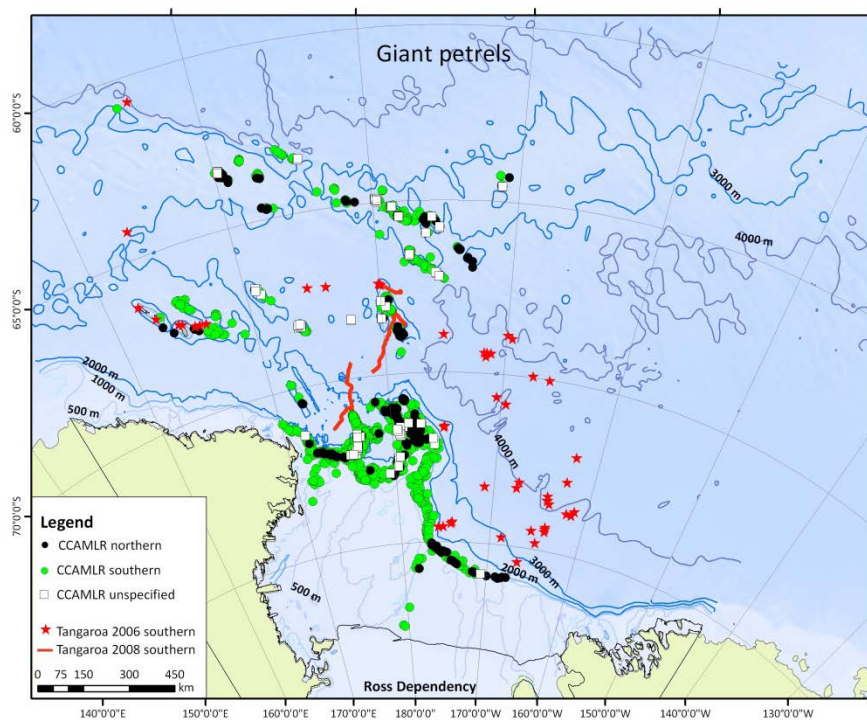 Giant petrels
60°0'0"S
3000 m
4000 m
65°0'0"S
2000 m
1000 m
500 m
4000 m
70°0'0"S
3000 m
2000 m
500 m
Legend
CCAMLR northern
CCAMLR southern
CCAMLR unspecified
Tangaroa 2006 southern
Tangaroa 2008 southern
0 75 150 300 450
km
Ross Dependency
140°0'0"E 150°0'0"E 160°0'0"E 170°0'0"E 180°0'0" 170°0'0"W 160°0'0"W 150°0'0"W 140°0'0"W 130°0'0"W